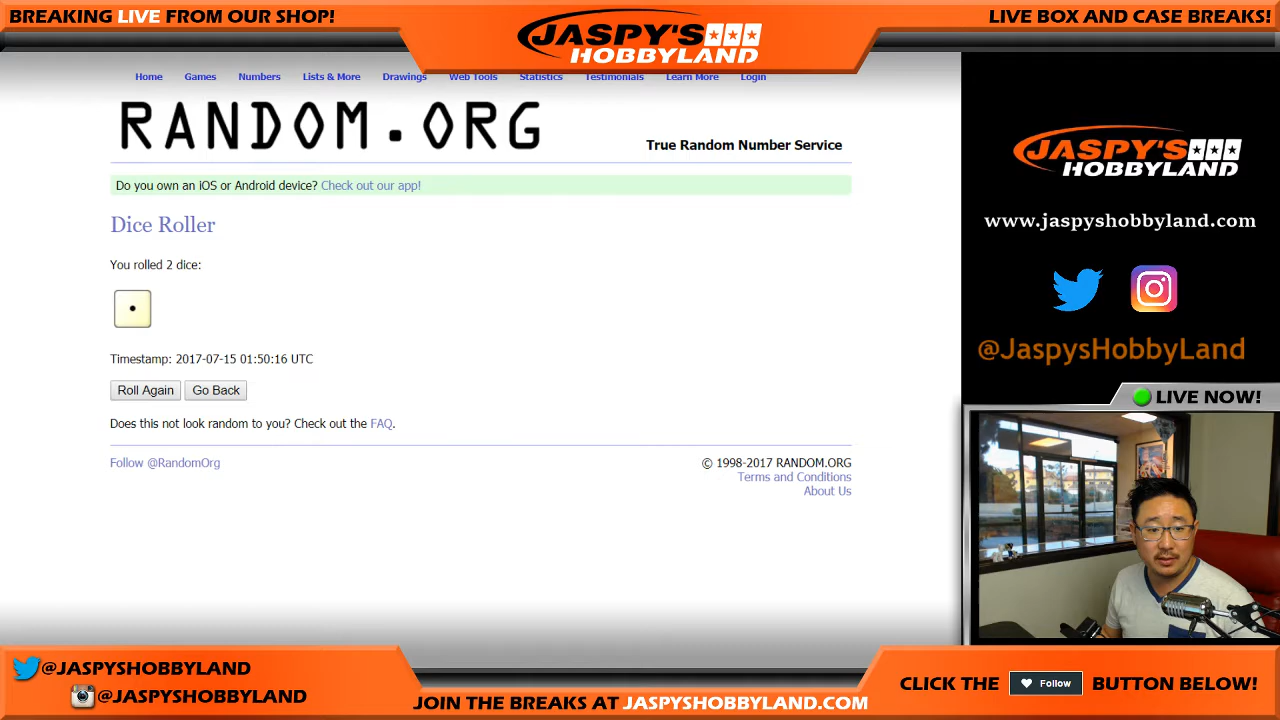 BREAKING LIVE FROM OUR SHOP!
JASPY'S
HOBBYLAND
LIVE BOX AND CASE BREAKS!
Home Games Numbers Lists & More Drawings Web Tools Statistics Testimonials Learn More Login
RANDOM.ORG
True Random Number Service
Do you own an iOS or Android device? Check out our app!
Dice Roller
You rolled 2 dice:
Timestamp: 2017-07-15 01:50:16 UTC
Roll Again Go Back
Does this not look random to you? Check out the FAQ.
Follow @RandomOrg
© 1998-2017 RANDOM.ORG
Terms and Conditions
About Us
JASPY'S
HOBBYLAND
www.jaspyshobbyland.com
@JaspysHobbyLand
LIVE NOW!
@JASPYSHOBBYLAND
@JASPYSHOBBYLAND
JOIN THE BREAKS AT JASPYSHOBBYLAND.COM
CLICK THE Follow BUTTON BELOW!